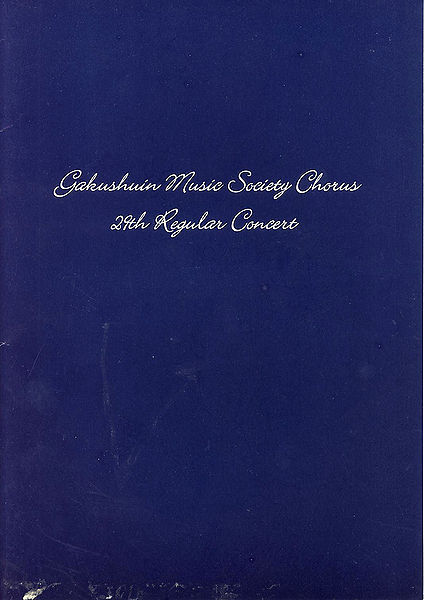 Gakushuin Music Society Chorus
29th Regular Concert